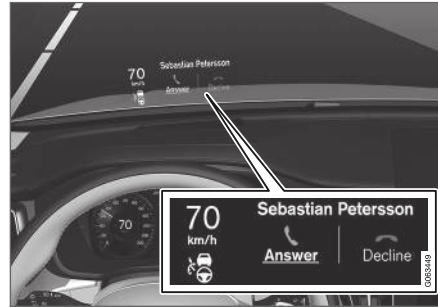 Sebastian Petersson
70
km/h
Answer
Decline
70
70
km/h
Sebastian Petersson
Answer
Decline
G063449